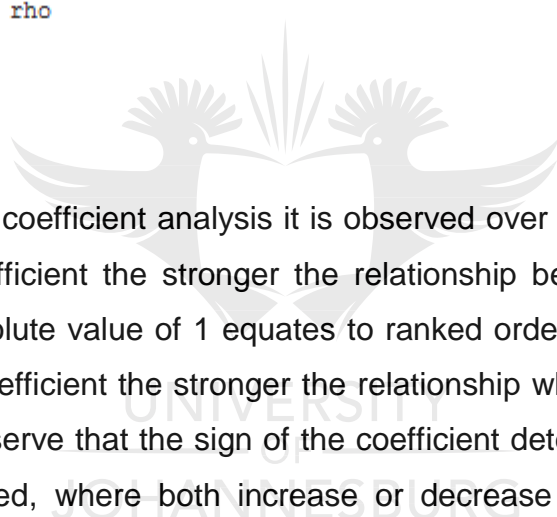 rho
coefficient analysis it is observed over
efficient the stronger the relationship be
olute value of 1 equates to ranked orde
efficient the stronger the relationship wh
UNIVERSITY
serve that the sign of the coefficient dete
OF
ed, where both increase or decrease
JOHANNESBURG